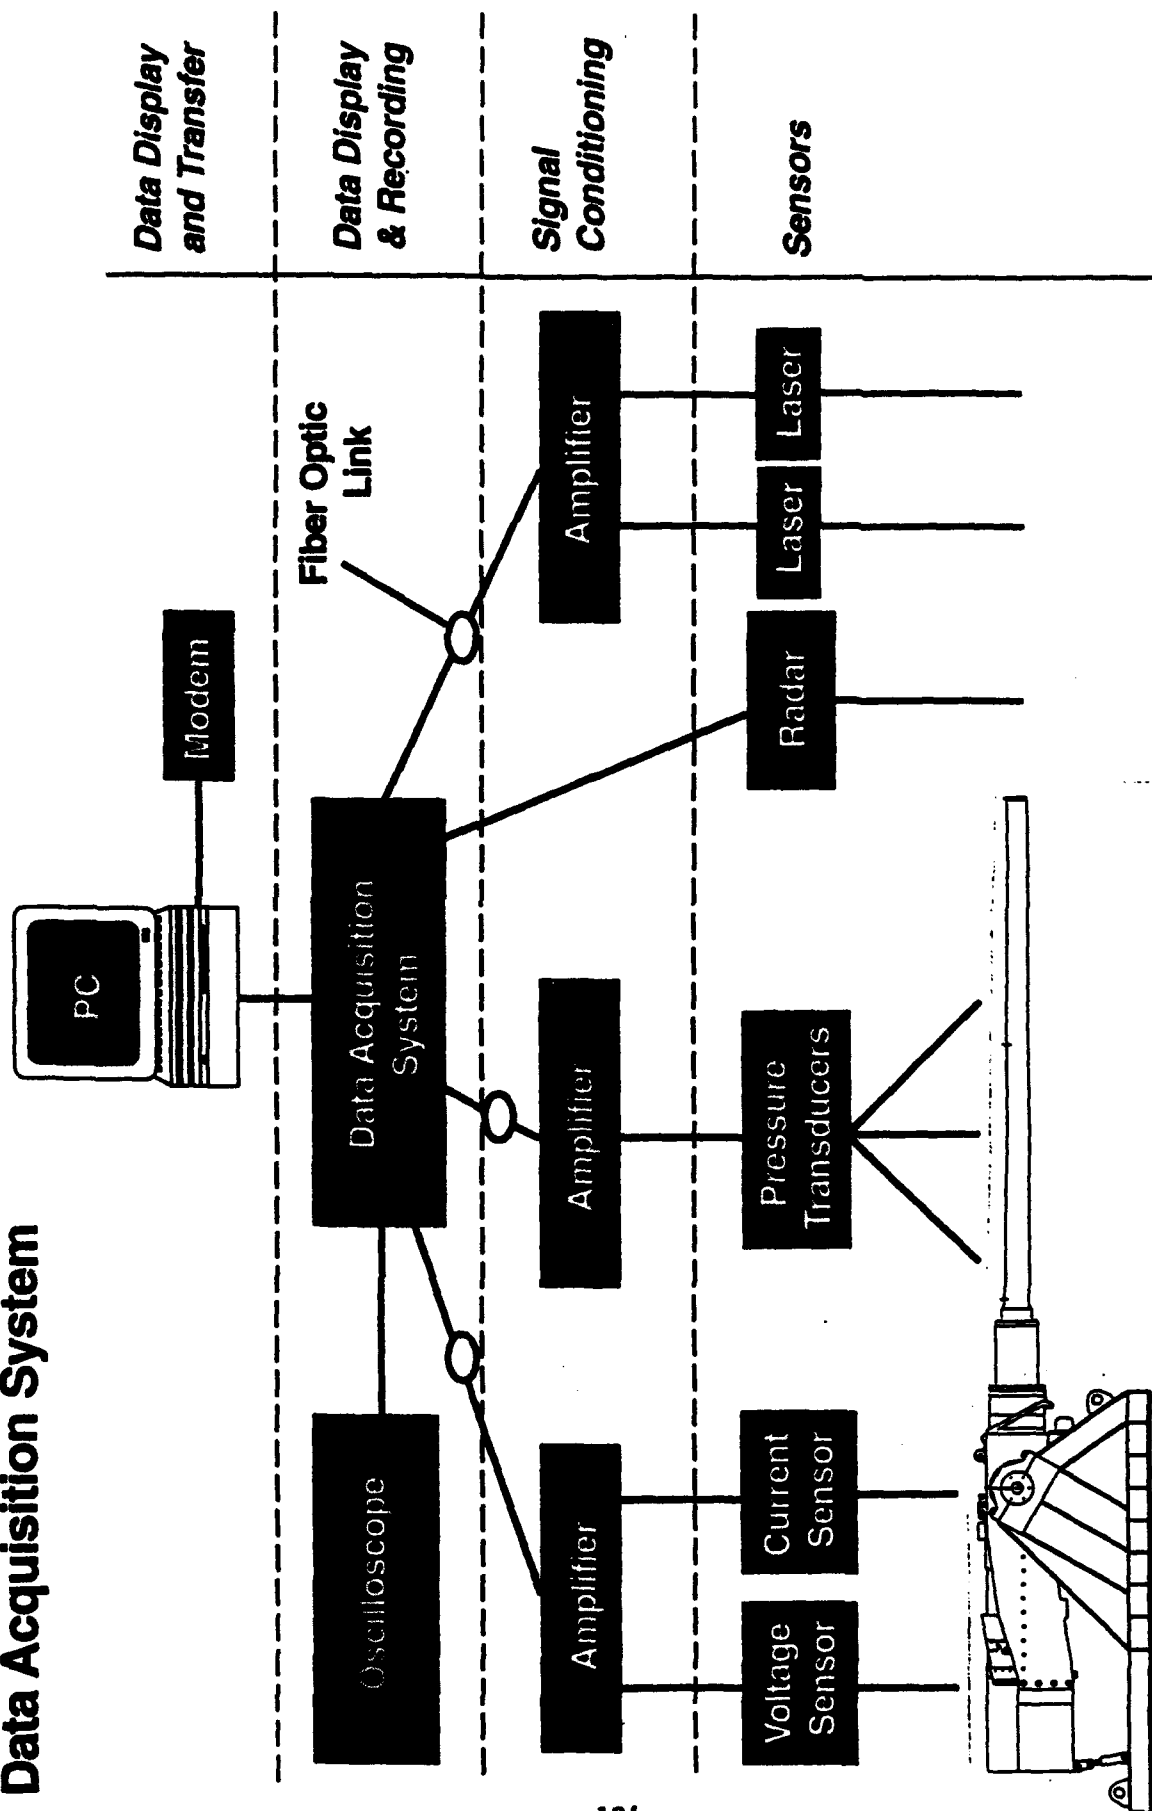 Data Acquisition System
PC
Modem
Data Display
and Transfer
Oscilloscope
Data Acquisition
System
Fiber Optic
Link
Data Display
& Recording
Amplifier
Amplifier
Amplifier
Signal
Conditioning
Voltage
Sensor
Current
Sensor
Pressure
Transducers
Radar
Laser
Laser
Sensors